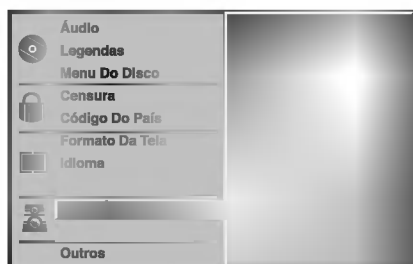 Áudio
Legendas
Menu Do Disco
Censura
Código Do País
Formato Da Tela
Idioma
Outros